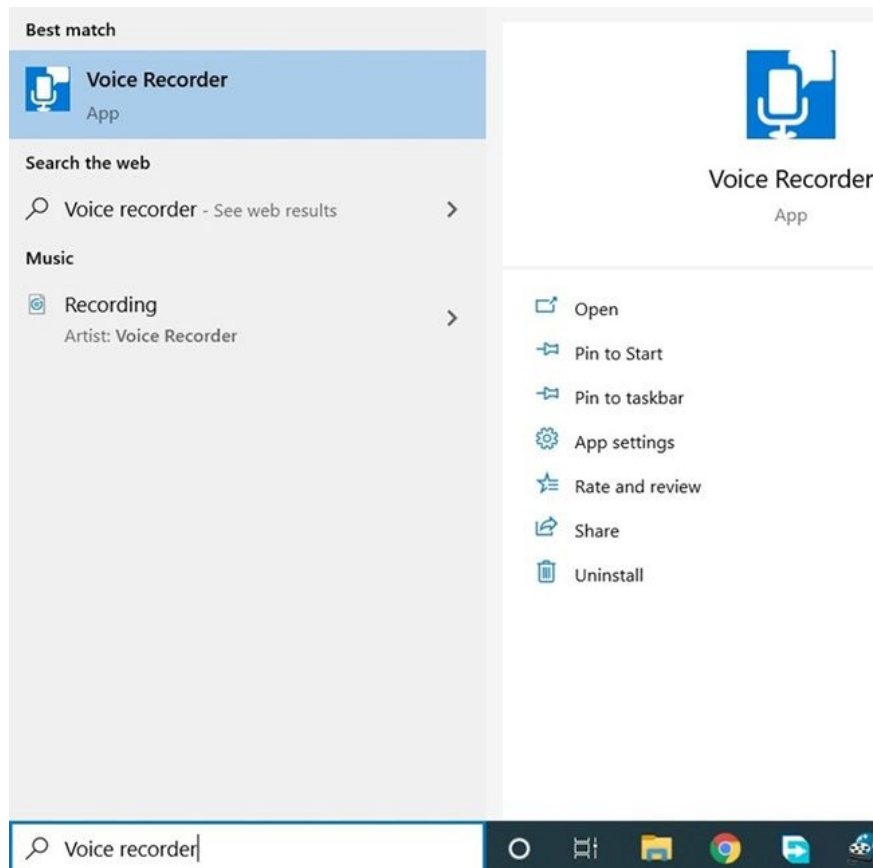 Best match
Voice Recorder
App
Search the web
Voice recorder - See web results
Music
Recording
Artist: Voice Recorder
Voice recorder
Voice Recorder
App
Open
Pin to Start
Pin to taskbar
App settings
Rate and review
Share
Uninstall